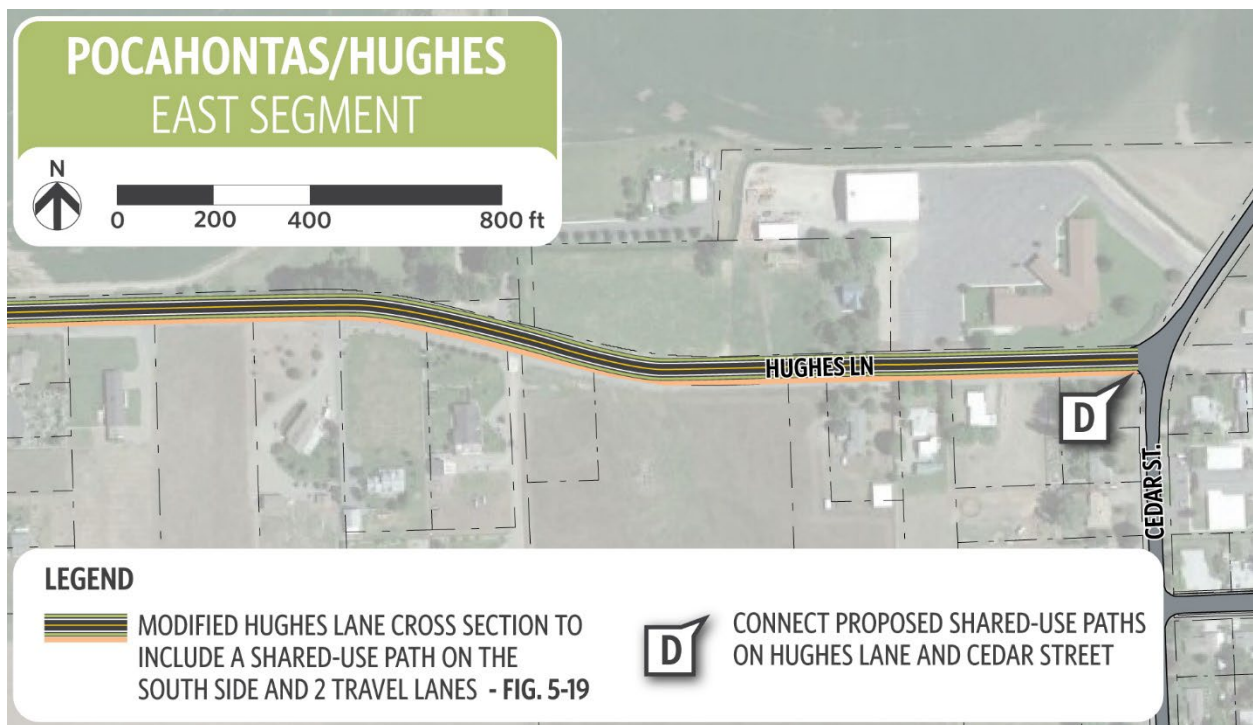 POCAHONTAS/HUGHES
EAST SEGMENT
N
0 200 400 800 ft
HUGHES LN
D
CEDAR ST.
LEGEND
MODIFIED HUGHES LANE CROSS SECTION TO
INCLUDE A SHARED-USE PATH ON THE
SOUTH SIDE AND 2 TRAVEL LANES - FIG. 5-19
D
CONNECT PROPOSED SHARED-USE PATHS
ON HUGHES LANE AND CEDAR STREET